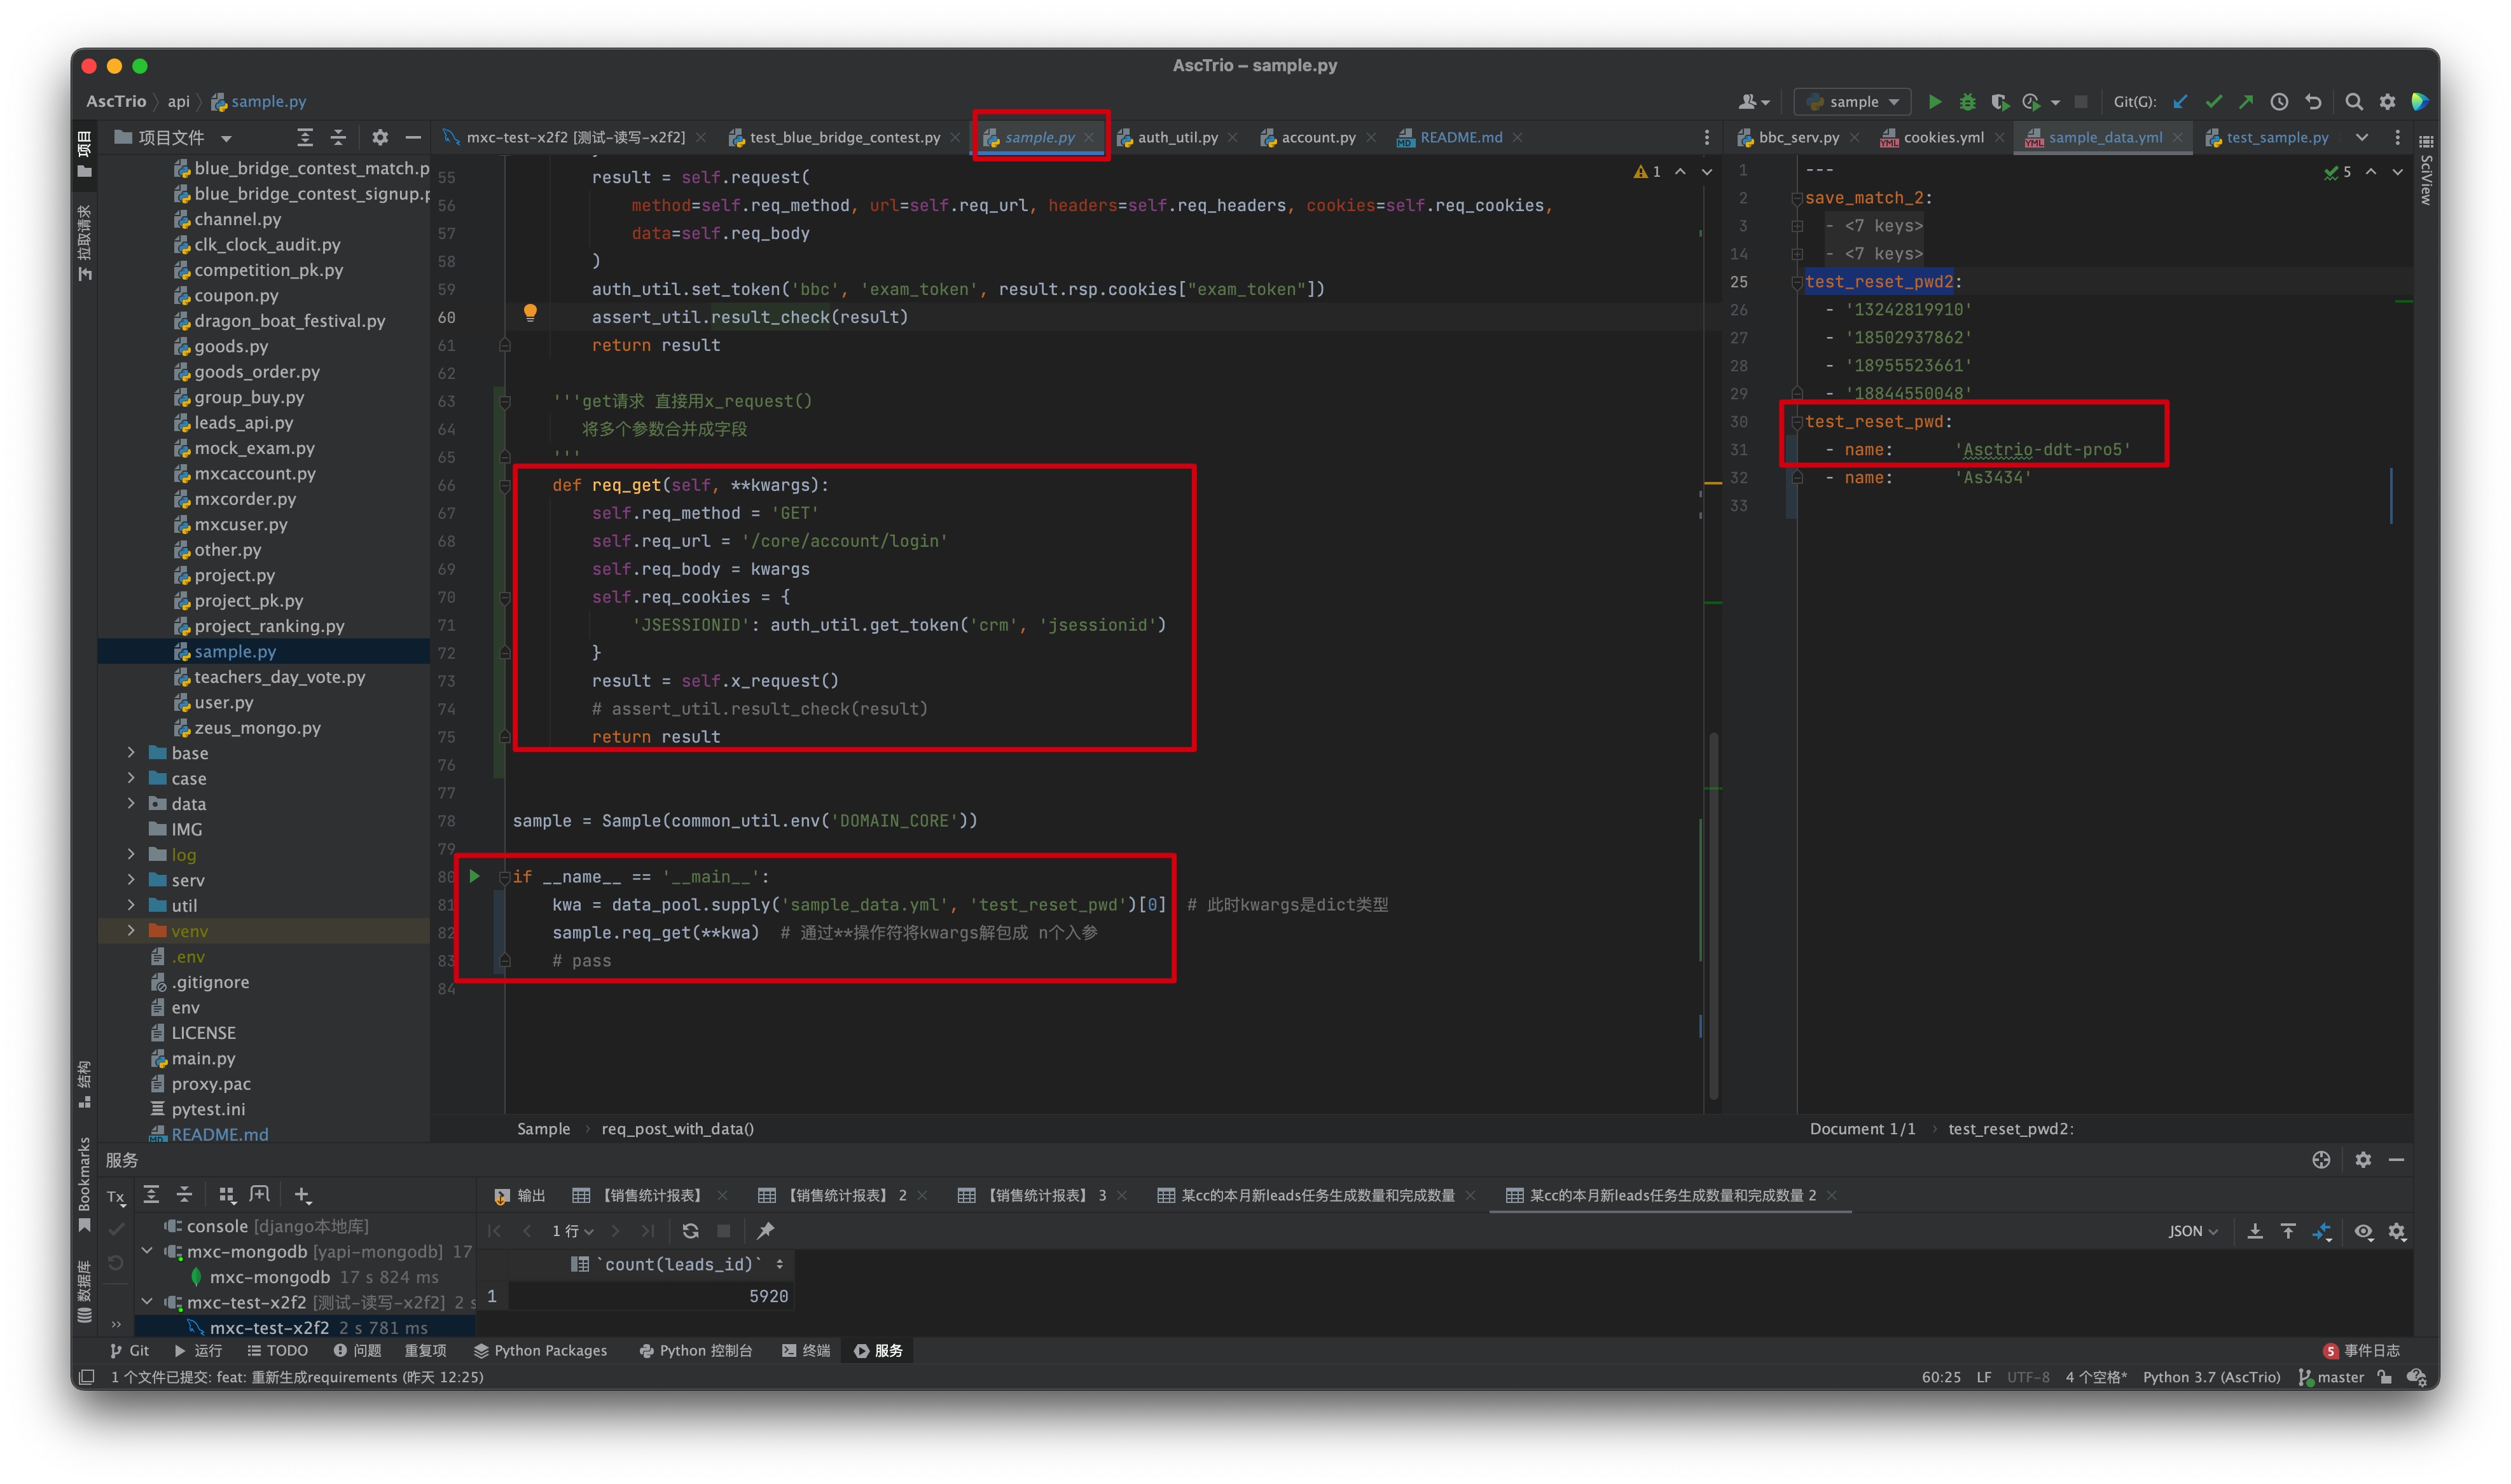 AscTrio – sample.py
AscTrio 〉 api 〉 sample.py
sample
Git(G):
项目
拉取请求
结构
Bookmarks
数据库
项目文件
blue_bridge_contest_match.p
blue_bridge_contest_signup.p
channel.py
clk_clock_audit.py
competition_pk.py
coupon.py
dragon_boat_festival.py
goods.py
goods_order.py
group_buy.py
leads_api.py
mock_exam.py
mxcaccount.py
mxcorder.py
mxcuser.py
other.py
project.py
project_pk.py
project_ranking.py
sample.py
teachers_day_vote.py
user.py
zeus_mongo.py
base
case
data
IMG
log
serv
util
venv
.env
.gitignore
env
LICENSE
main.py
proxy.pac
pytest.ini
README.md
mxc-test-x2f2 [测试-读写-x2f2]
test_blue_bridge_contest.py
sample.py
auth_util.py
account.py
README.md
1
55 result = self.request(
56 method=self.req_method, url=self.req_url, headers=self.req_headers, cookies=self.req_cookies,
57 data=self.req_body
58 )
59 auth_util.set_token('bbc', 'exam_token', result.rsp.cookies["exam_token"])
60 assert_util.result_check(result)
61 return result
62
63 '''get请求 直接用x_request()
64 将多个参数合并成字段
65 '''
66 def req_get(self, **kwargs):
67 self.req_method = 'GET'
68 self.req_url = '/core/account/login'
69 self.req_body = kwargs
70 self.req_cookies = {
71 'JSESSIONID': auth_util.get_token('crm', 'jsessionid')
72 }
73 result = self.x_request()
74 # assert_util.result_check(result)
75 return result
76
77
78 sample = Sample(common_util.env('DOMAIN_CORE'))
79
80 if __name__ == '__main__':
81 kwa = data_pool.supply('sample_data.yml', 'test_reset_pwd')[0] # 此时kwargs是dict类型
82 sample.req_get(**kwa) # 通过**操作符将kwargs解包成 n个入参
83 # pass
84
Sample 〉 req_post_with_data()
bbc_serv.py
cookies.yml
sample_data.yml
test_sample.py
SciView
5
1 ---
2 save_match_2:
3 - <7 keys>
14 - <7 keys>
25 test_reset_pwd2:
26 - '13242819910'
27 - '18502937862'
28 - '18955523661'
29 - '18844550048'
30 test_reset_pwd:
31 - name: 'Asctrio-ddt-pro5'
32 - name: 'As3434'
33
Document 1/1 〉 test_reset_pwd2:
服务
Tx
console [django本地库]
mxc-mongodb [yapi-mongodb] 17
mxc-mongodb 17 s 824 ms
mxc-test-x2f2 [测试-读写-x2f2] 2 s
mxc-test-x2f2 2 s 781 ms
输出
【销售统计报表】
【销售统计报表】 2
【销售统计报表】 3
某cc的本月新leads任务生成数量和完成数量
某cc的本月新leads任务生成数量和完成数量 2
1 行
JSON
`count(leads_id)`
1 5920
Git 运行 TODO 问题 重复项 Python Packages Python 控制台 终端 服务
5 事件日志
1 个文件已提交: feat: 重新生成requirements (昨天 12:25)
60:25 LF UTF-8 4 个空格* Python 3.7 (AscTrio) master